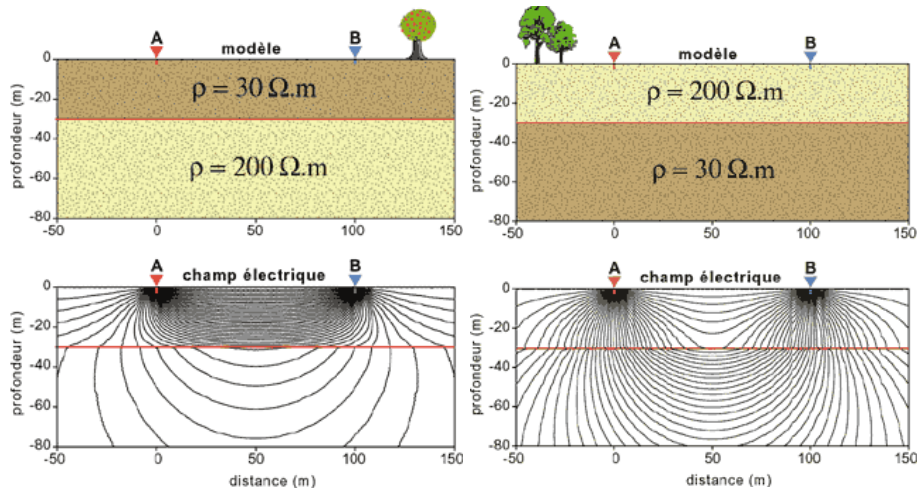 A
modèle
B
0
-20
-40
-60
-80
profondeur (m)
ρ = 30 Ω.m
ρ = 200 Ω.m
-50
0
50
100
150
A
modèle
B
0
-20
-40
-60
-80
profondeur (m)
ρ = 200 Ω.m
ρ = 30 Ω.m
-50
0
50
100
150
A
champ électrique
B
0
-20
-40
-60
-80
profondeur (m)
-50
0
50
100
150
distance (m)
A
champ électrique
B
0
-20
-40
-60
-80
profondeur (m)
-50
0
50
100
150
distance (m)